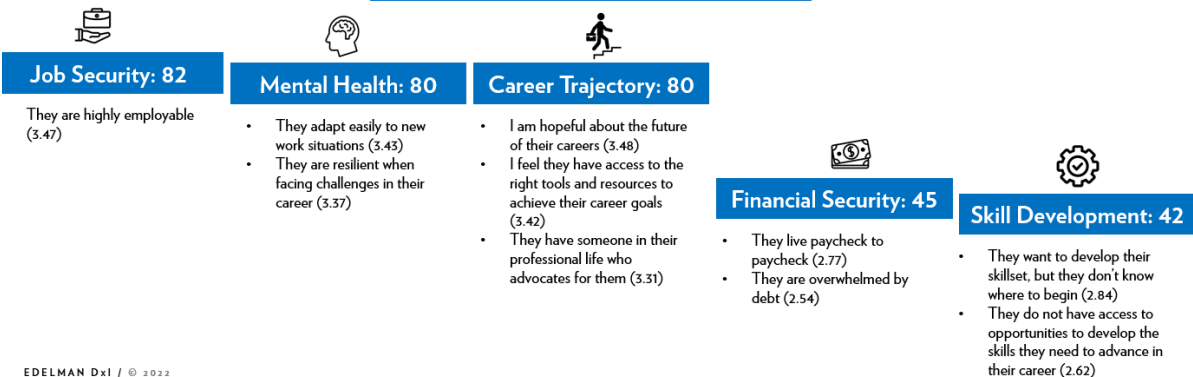 Job Security: 82
They are highly employable
(3.47)
Mental Health: 80
• They adapt easily to new
work situations (3.43)
• They are resilient when
facing challenges in their
career (3.37)
Career Trajectory: 80
• I am hopeful about the future
of their careers (3.48)
• I feel they have access to the
right tools and resources to
achieve their career goals
(3.42)
• They have someone in their
professional life who
advocates for them (3.31)
Financial Security: 45
• They live paycheck to
paycheck (2.77)
• They are overwhelmed by
debt (2.54)
Skill Development: 42
• They want to develop their
skillset, but they don’t know
where to begin (2.84)
• They do not have access to
opportunities to develop the
skills they need to advance in
their career (2.62)
EDELMAN DxI / © 2022